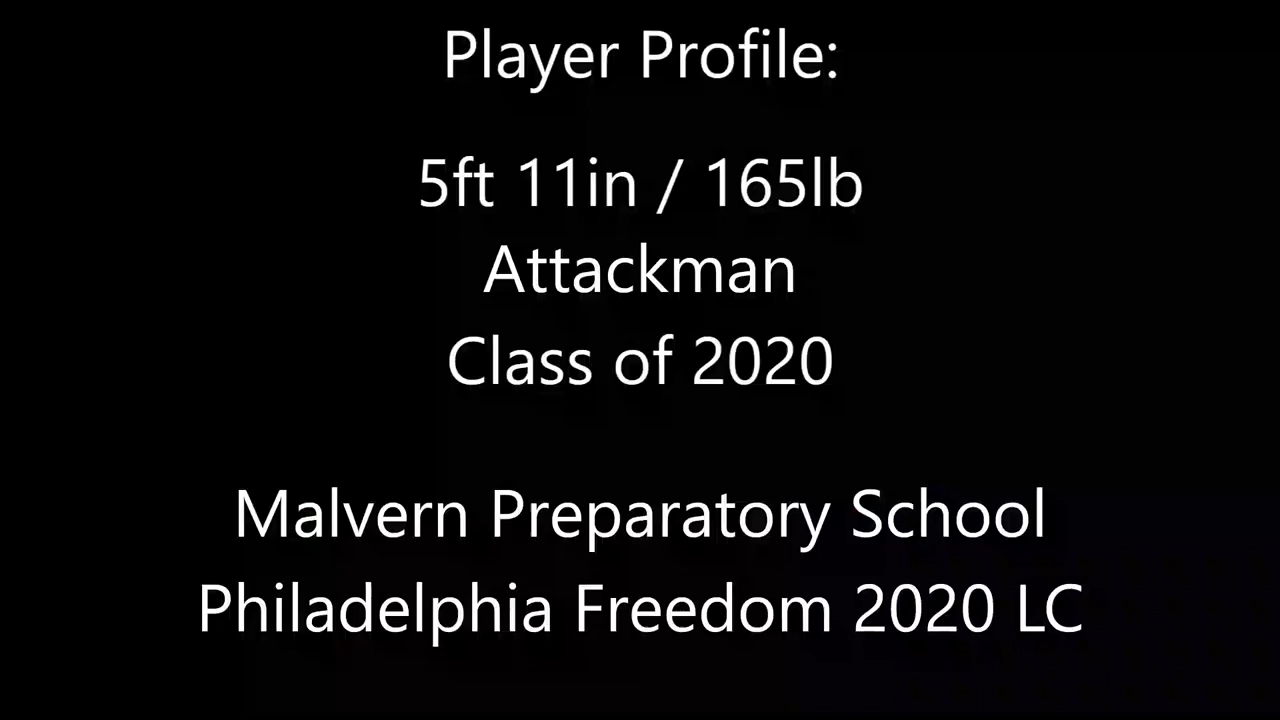 Player Profile:
5ft 11in / 165lb
Attackman
Class of 2020
Malvern Preparatory School
Philadelphia Freedom 2020 LC